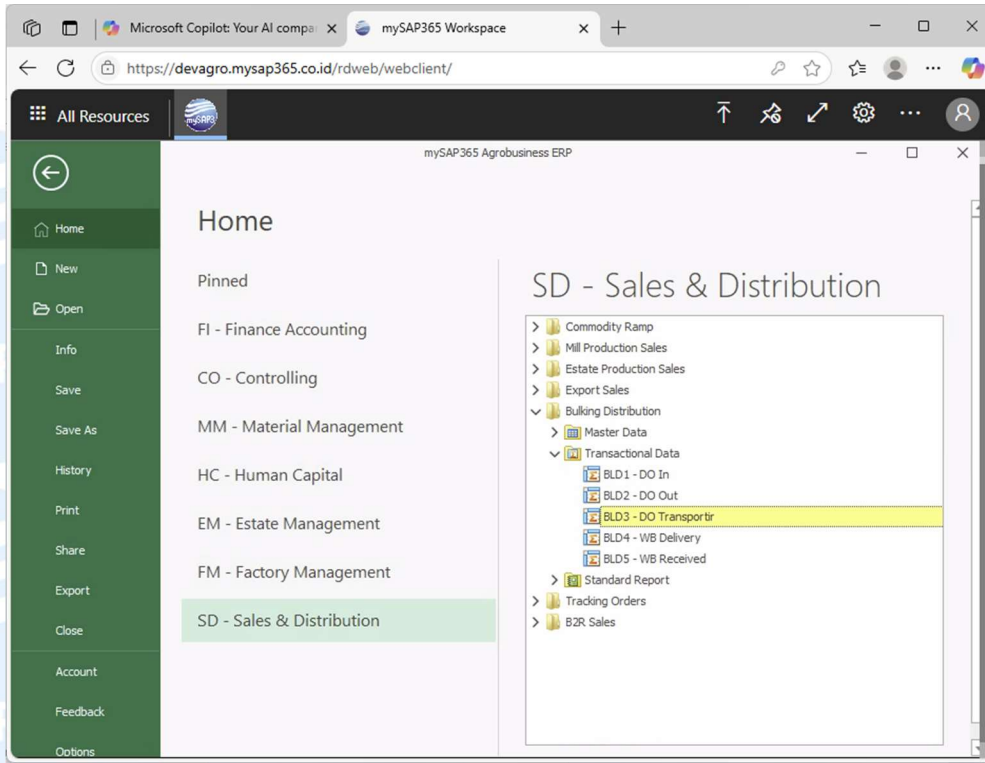 Microsoft Copilot: Your AI compa
mySAP365 Workspace
https://devagro.mysap365.co.id/rdweb/webclient/
All Resources
mySAP3
mySAP365 Agrobusiness ERP
Home
New
Open
Info
Save
Save As
History
Print
Share
Export
Close
Account
Feedback
Options
Home
Pinned
FI - Finance Accounting
CO - Controlling
MM - Material Management
HC - Human Capital
EM - Estate Management
FM - Factory Management
SD - Sales & Distribution
SD - Sales & Distribution
Commodity Ramp
Mill Production Sales
Estate Production Sales
Export Sales
Bulking Distribution
Master Data
Transactional Data
BLD1 - DO In
BLD2 - DO Out
BLD3 - DO Transportir
BLD4 - WB Delivery
BLD5 - WB Received
Standard Report
Tracking Orders
B2R Sales